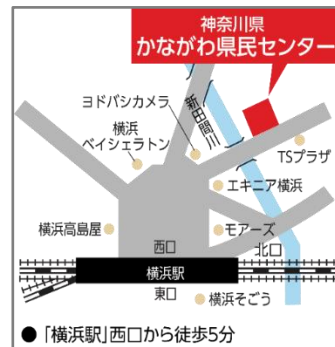 神奈川県
かながわ県民センター
ヨドバシカメラ
新田間川
横浜
ベイシェラトン
TSプラザ
エキニア横浜
横浜高島屋
モアーズ
西口
北口
横浜駅
東口
横浜そごう
● 「横浜駅」西口から徒歩5分